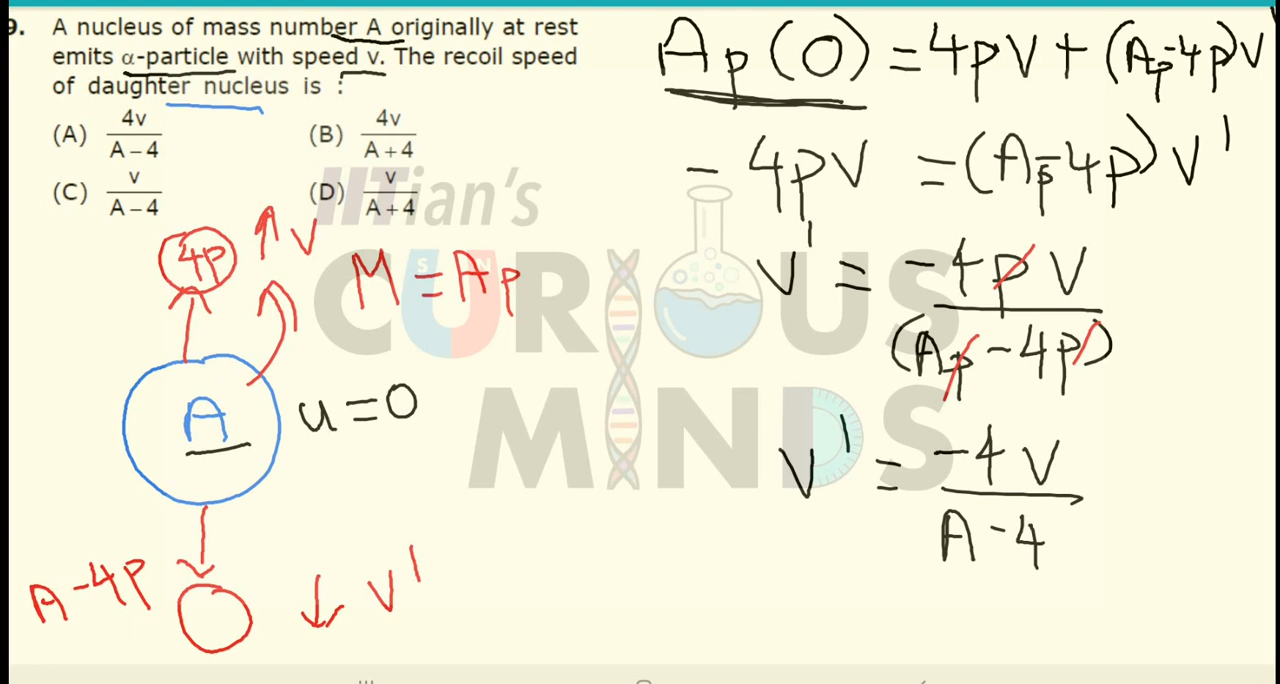 9. A nucleus of mass number A originally at rest
emits α-particle with speed v. The recoil speed
of daughter nucleus is :
(A) 4v / A – 4
(B) 4v / A + 4
(C) v / A – 4
(D) v / A + 4
Ap(0) = 4pV + (Ap-4p)V
- 4pV = (Ap-4p) V'
V' = -4pV / (Ap - 4p)
V' = -4V / A-4
4P ↑ V
M = Ap
A
u = 0
A-4P ↓ V'
IITian's
CURIOUS
MINDS
S N